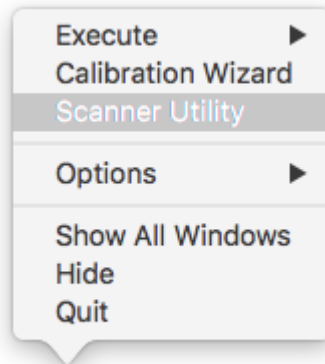 Execute
Calibration Wizard
Scanner Utility
Options
Show All Windows
Hide
Quit